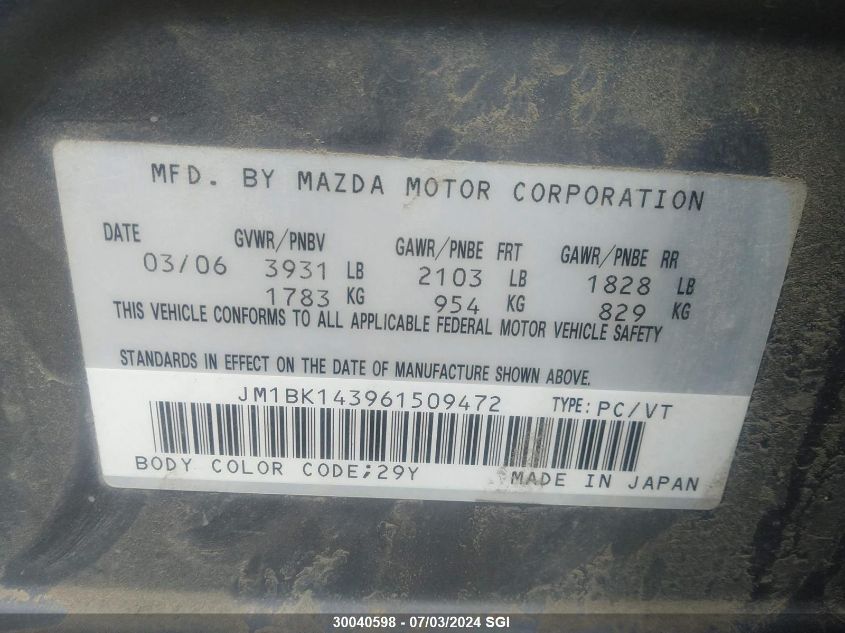 MFD. BY MAZDA MOTOR CORPORATION
DATE GVWR/PNBV GAWR/PNBE FRT GAWR/PNBE RR
03/06 3931 LB 2103 LB 1828 LB
1783 KG 954 KG 829 KG
THIS VEHICLE CONFORMS TO ALL APPLICABLE FEDERAL MOTOR VEHICLE SAFETY
STANDARDS IN EFFECT ON THE DATE OF MANUFACTURE SHOWN ABOVE.
JM1BK143961509472 TYPE: PC/VT
BODY COLOR CODE;29Y MADE IN JAPAN
30040598 - 07/03/2024 SGI